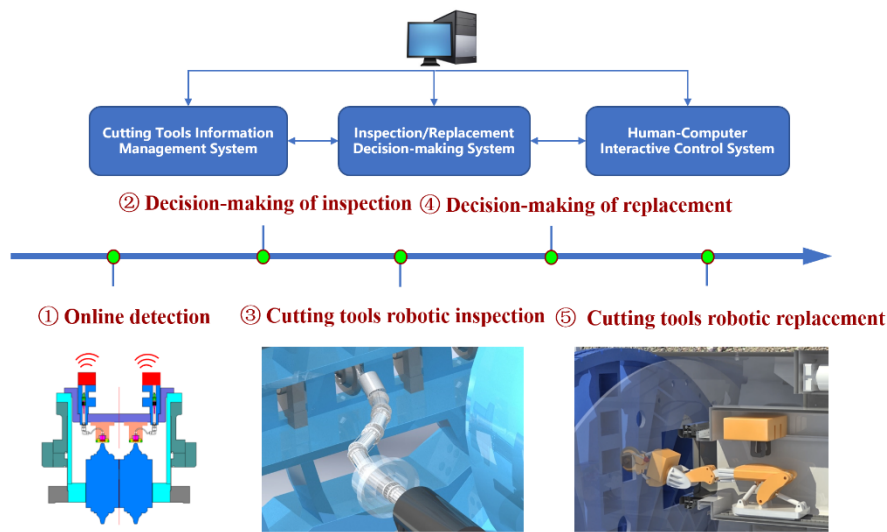 Cutting Tools Information
Management System
Inspection/Replacement
Decision-making System
Human-Computer
Interactive Control System
② Decision-making of inspection
④ Decision-making of replacement
① Online detection
③ Cutting tools robotic inspection
⑤ Cutting tools robotic replacement